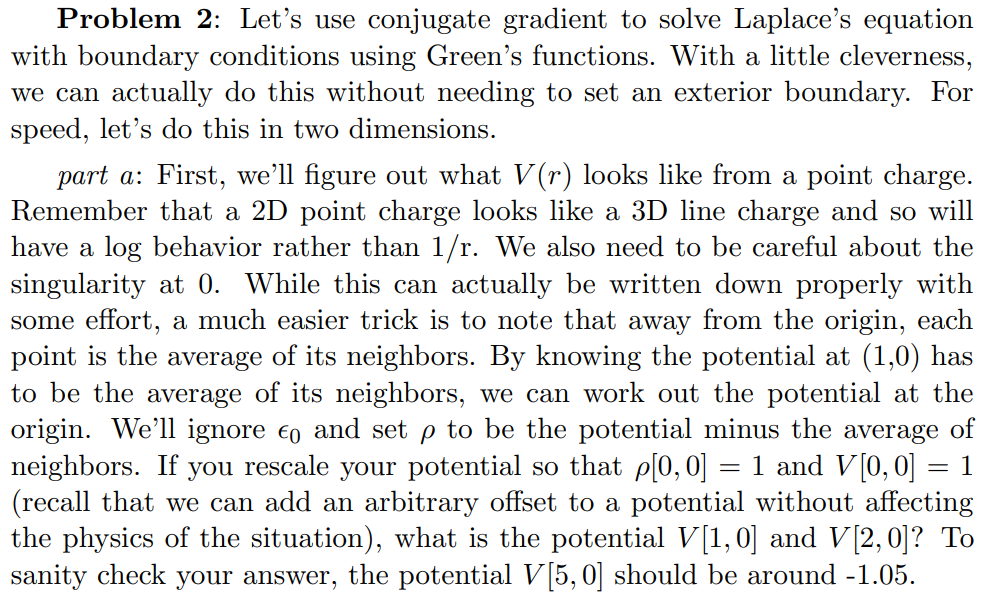 Problem 2: Let's use conjugate gradient to solve Laplace's equation
with boundary conditions using Green's functions. With a little cleverness,
we can actually do this without needing to set an exterior boundary. For
speed, let's do this in two dimensions.
part a: First, we'll figure out what V(r) looks like from a point charge.
Remember that a 2D point charge looks like a 3D line charge and so will
have a log behavior rather than 1/r. We also need to be careful about the
singularity at 0. While this can actually be written down properly with
some effort, a much easier trick is to note that away from the origin, each
point is the average of its neighbors. By knowing the potential at (1,0) has
to be the average of its neighbors, we can work out the potential at the
origin. We'll ignore ϵ₀ and set ρ to be the potential minus the average of
neighbors. If you rescale your potential so that ρ[0, 0] = 1 and V[0, 0] = 1
(recall that we can add an arbitrary offset to a potential without affecting
the physics of the situation), what is the potential V[1, 0] and V[2, 0]? To
sanity check your answer, the potential V[5, 0] should be around -1.05.